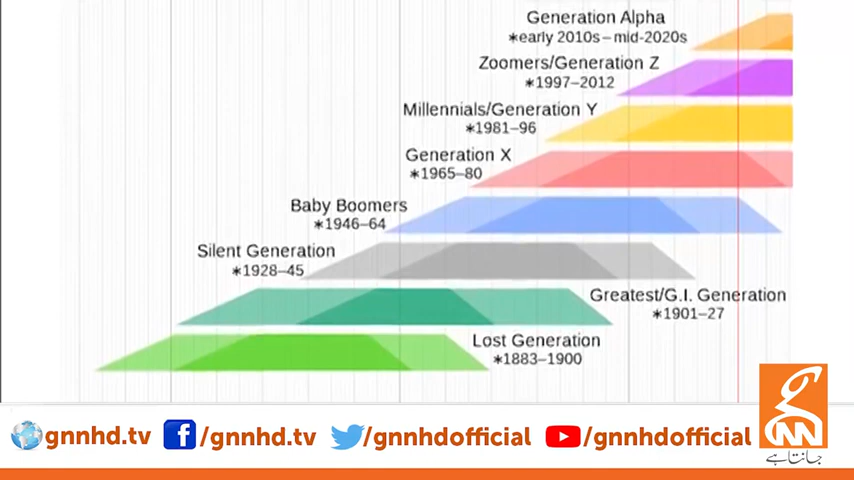 Generation Alpha
∗early 2010s – mid-2020s
Zoomers/Generation Z
∗1997–2012
Millennials/Generation Y
∗1981–96
Generation X
∗1965–80
Baby Boomers
∗1946–64
Silent Generation
∗1928–45
Greatest/G.I. Generation
∗1901–27
Lost Generation
∗1883–1900
gnnhd.tv /gnnhd.tv /gnnhdofficial /gnnhdofficial
GNN
جانتا ہے